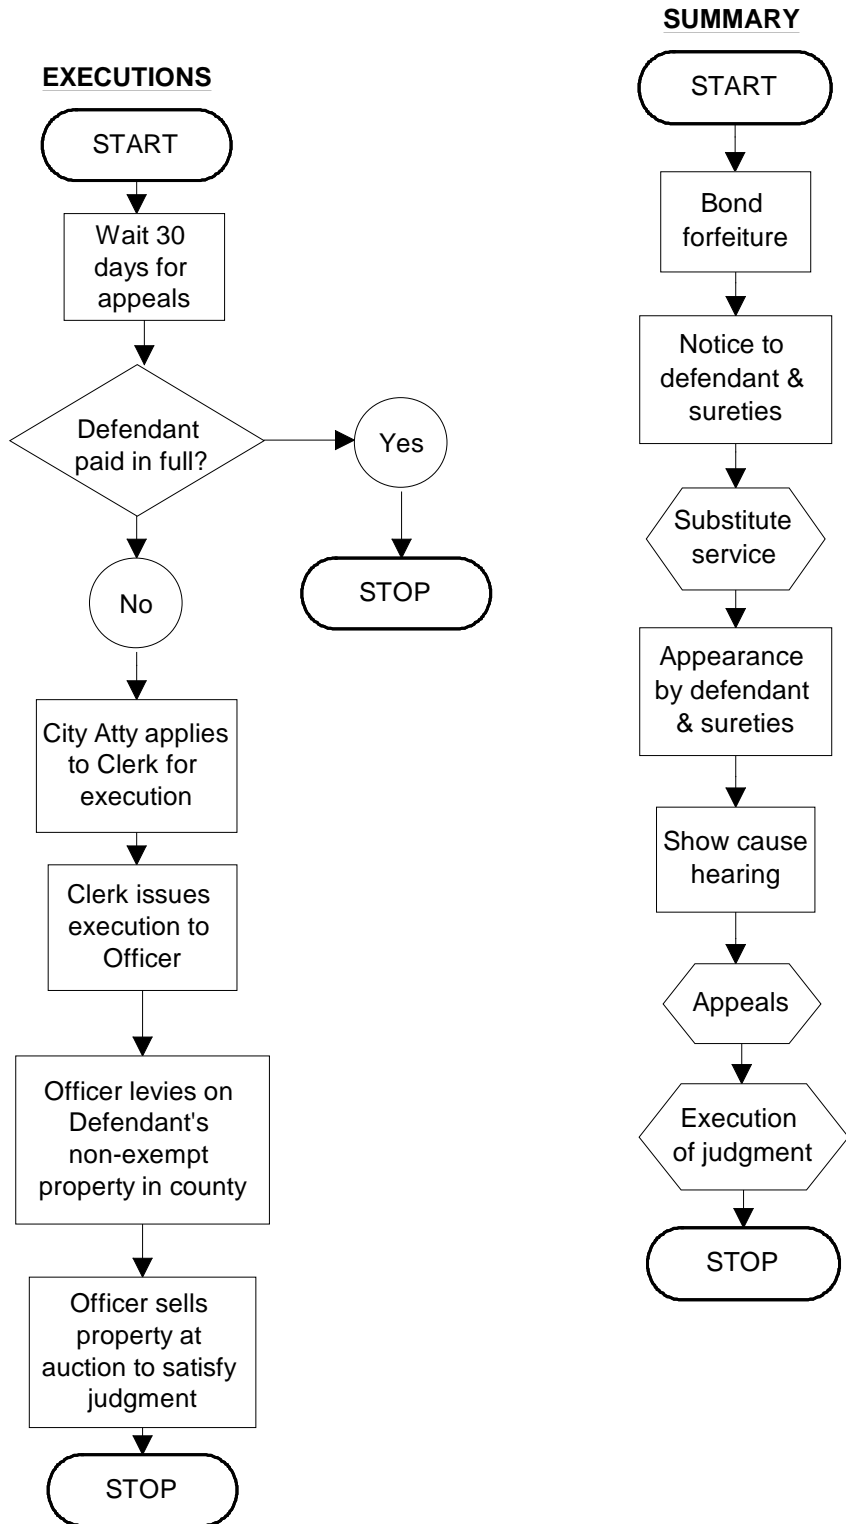 EXECUTIONS
START
Wait 30
days for
appeals
Defendant
paid in full?
Yes
STOP
No
City Atty applies
to Clerk for
execution
Clerk issues
execution to
Officer
Officer levies on
Defendant's
non-exempt
property in county
Officer sells
property at
auction to satisfy
judgment
STOP
SUMMARY
START
Bond
forfeiture
Notice to
defendant &
sureties
Substitute
service
Appearance
by defendant
& sureties
Show cause
hearing
Appeals
Execution
of judgment
STOP